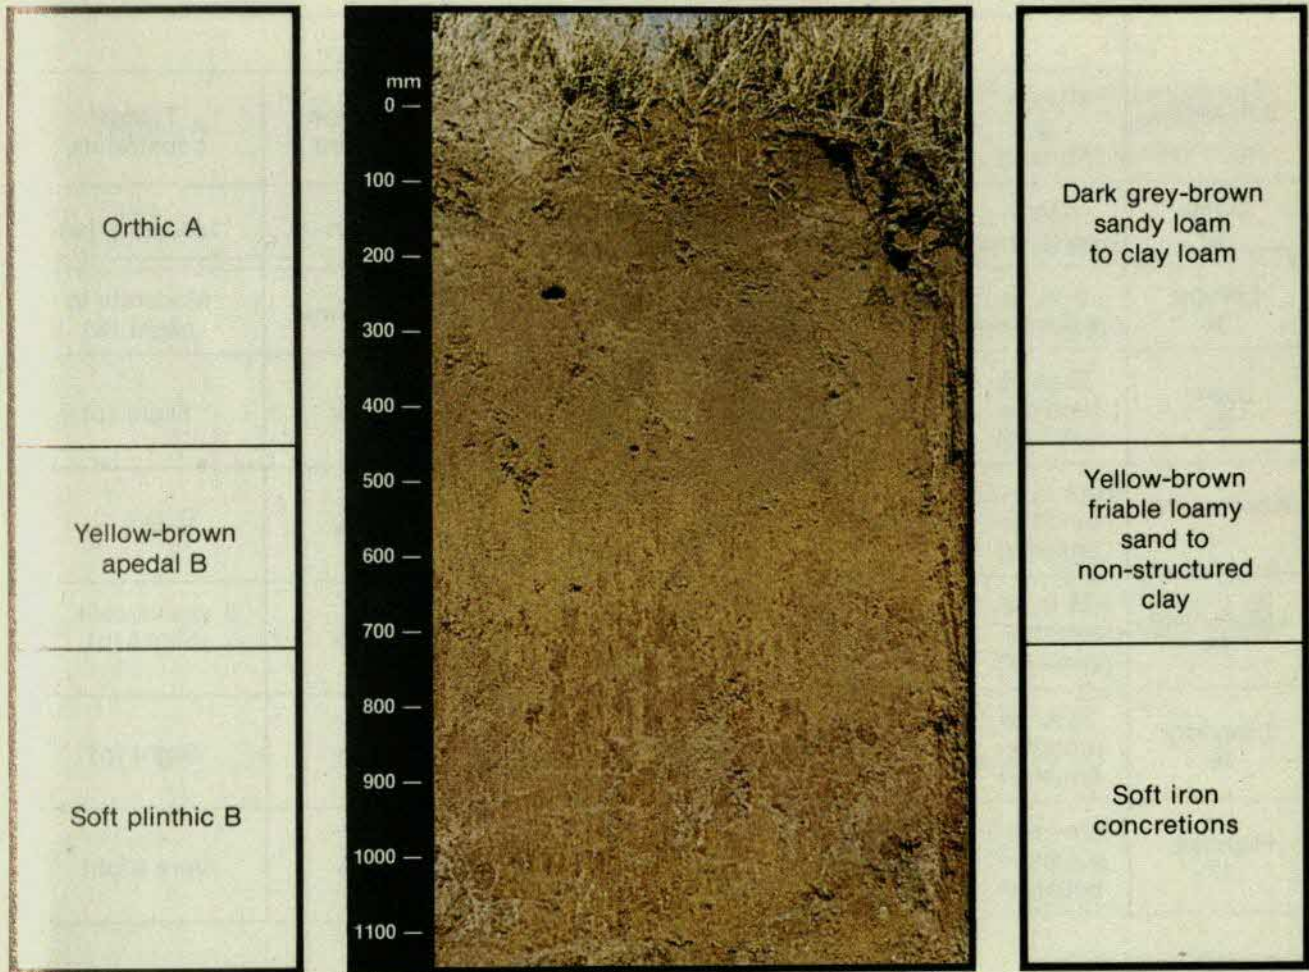 Orthic A
Yellow-brown
apedal B
Soft plinthic B
mm
0
100
200
300
400
500
600
700
800
900
1000
1100
Dark grey-brown
sandy loam
to clay loam
Yellow-brown
friable loamy
sand to
non-structured
clay
Soft iron
concretions